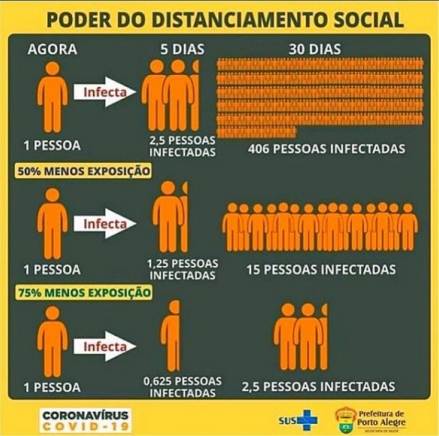 PODER DO DISTANCIAMENTO SOCIAL
AGORA
5 DIAS
30 DIAS
Infecta
1 PESSOA
2,5 PESSOAS
INFECTADAS
406 PESSOAS INFECTADAS
50% MENOS EXPOSIÇÃO
Infecta
1 PESSOA
1,25 PESSOAS
INFECTADAS
15 PESSOAS INFECTADAS
75% MENOS EXPOSIÇÃO
Infecta
1 PESSOA
0,625 PESSOAS
INFECTADAS
2,5 PESSOAS INFECTADAS
CORONAVÍRUS
COVID-19
SUS
Prefeitura de
Porto Alegre